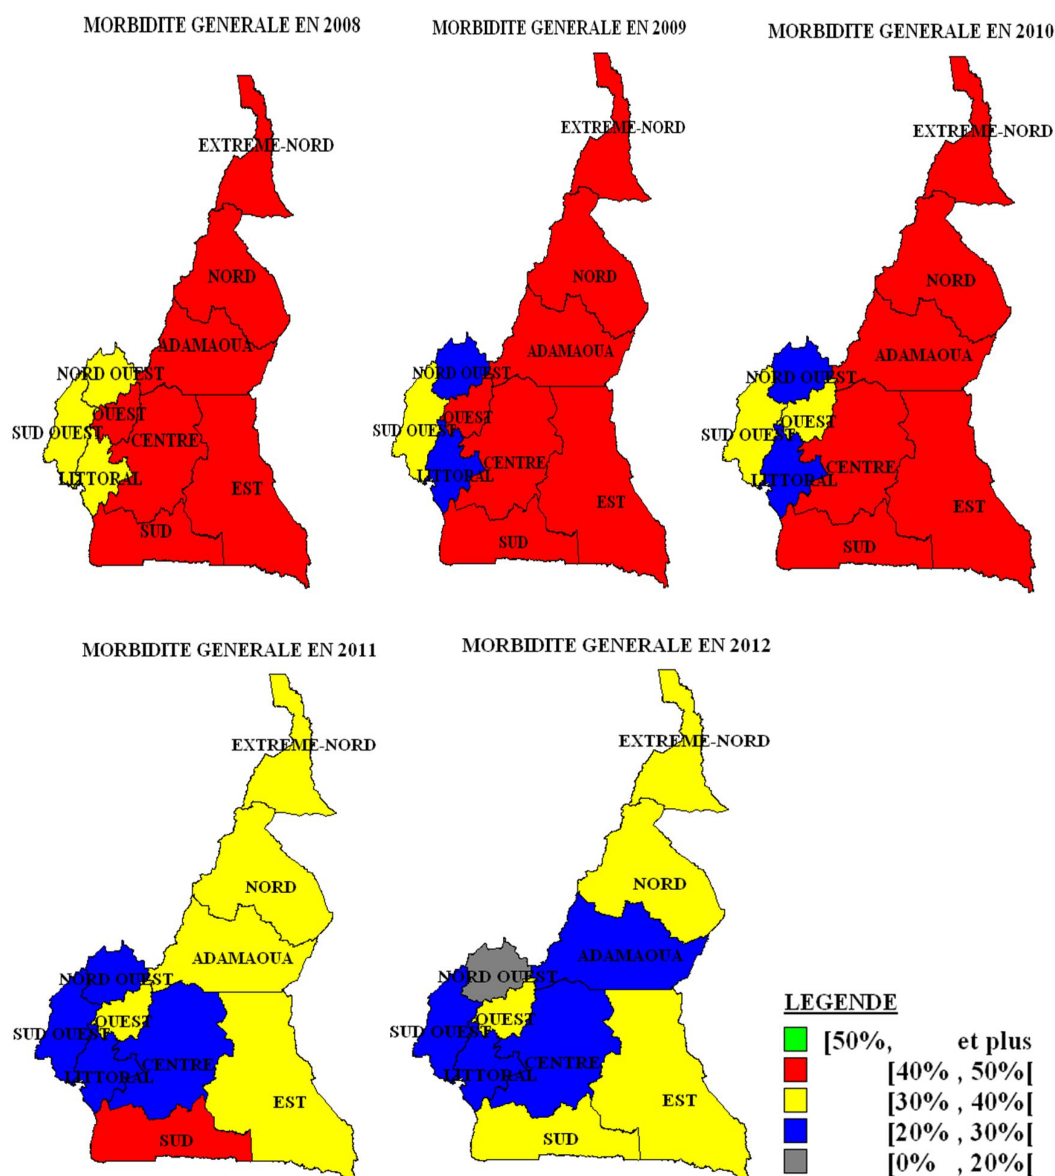 MORBIDITE GENERALE EN 2008
EXTREME-NORD
NORD
ADAMAOUA
NORD OUEST
OUEST
SUD OUEST
CENTRE
LITTORAL
EST
SUD
MORBIDITE GENERALE EN 2009
EXTREME-NORD
NORD
ADAMAOUA
NORD OUEST
OUEST
SUD OUEST
CENTRE
LITTORAL
EST
SUD
MORBIDITE GENERALE EN 2010
EXTREME-NORD
NORD
ADAMAOUA
NORD OUEST
OUEST
SUD OUEST
CENTRE
LITTORAL
EST
SUD
MORBIDITE GENERALE EN 2011
EXTREME-NORD
NORD
ADAMAOUA
NORD OUEST
OUEST
SUD OUEST
CENTRE
LITTORAL
EST
SUD
MORBIDITE GENERALE EN 2012
EXTREME-NORD
NORD
ADAMAOUA
NORD OUEST
OUEST
SUD OUEST
CENTRE
LITTORAL
EST
SUD
LEGENDE
[50%, et plus
[40% , 50%[
[30% , 40%[
[20% , 30%[
[0% , 20%[